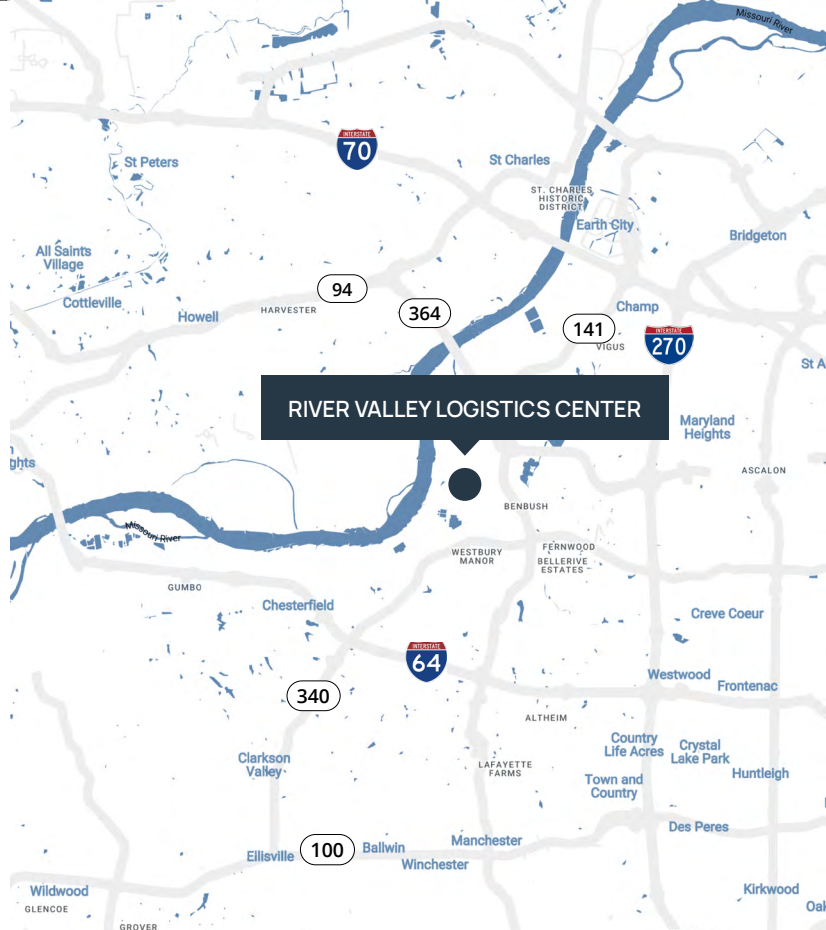 Missouri River
INTERSTATE
70
St Peters
St Charles
ST. CHARLES
HISTORIC
DISTRICT
Earth City
Bridgeton
All Saints
Village
Cottleville
94
HARVESTER
Howell
364
141
VIGUS
Champ
INTERSTATE
270
St A
RIVER VALLEY LOGISTICS CENTER
Maryland
Heights
ghts
ASCALON
BENBUSH
Missouri River
WESTBURY
MANOR
FERNWOOD
BELLERIVE
ESTATES
GUMBO
Chesterfield
Creve Coeur
INTERSTATE
64
Westwood
Frontenac
340
ALTHEIM
Country
Life Acres
Crystal
Lake Park
Clarkson
Valley
LAFAYETTE
FARMS
Huntleigh
Town and
Country
Des Peres
Ellisville
100
Ballwin
Manchester
Winchester
Wildwood
GLENCOE
Kirkwood
Oak
GROVER